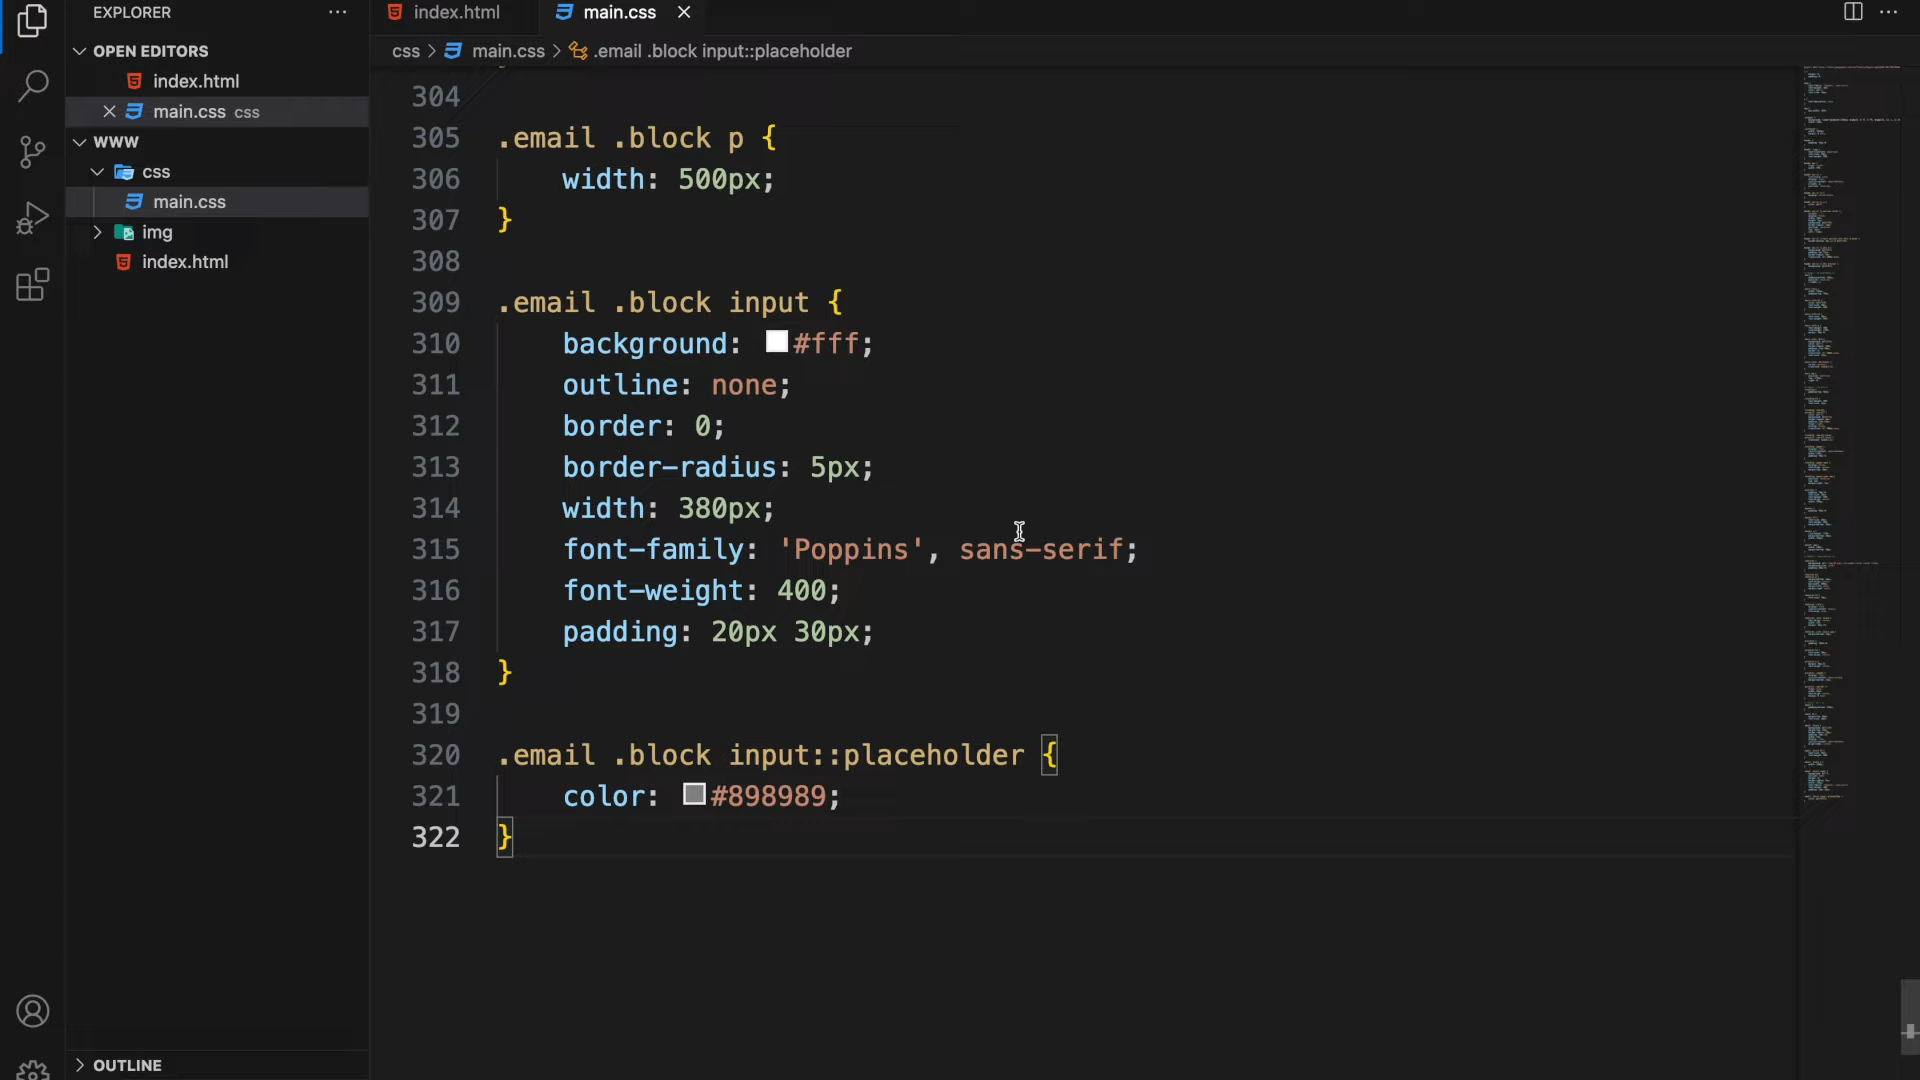 EXPLORER
OPEN EDITORS
index.html
main.css css
WWW
css
main.css
img
index.html
OUTLINE
index.html
main.css
css > main.css > .email .block input::placeholder
304
305 .email .block p {
306 width: 500px;
307 }
308
309 .email .block input {
310 background: #fff;
311 outline: none;
312 border: 0;
313 border-radius: 5px;
314 width: 380px;
315 font-family: 'Poppins', sans-serif;
316 font-weight: 400;
317 padding: 20px 30px;
318 }
319
320 .email .block input::placeholder {
321 color: #898989;
322 }